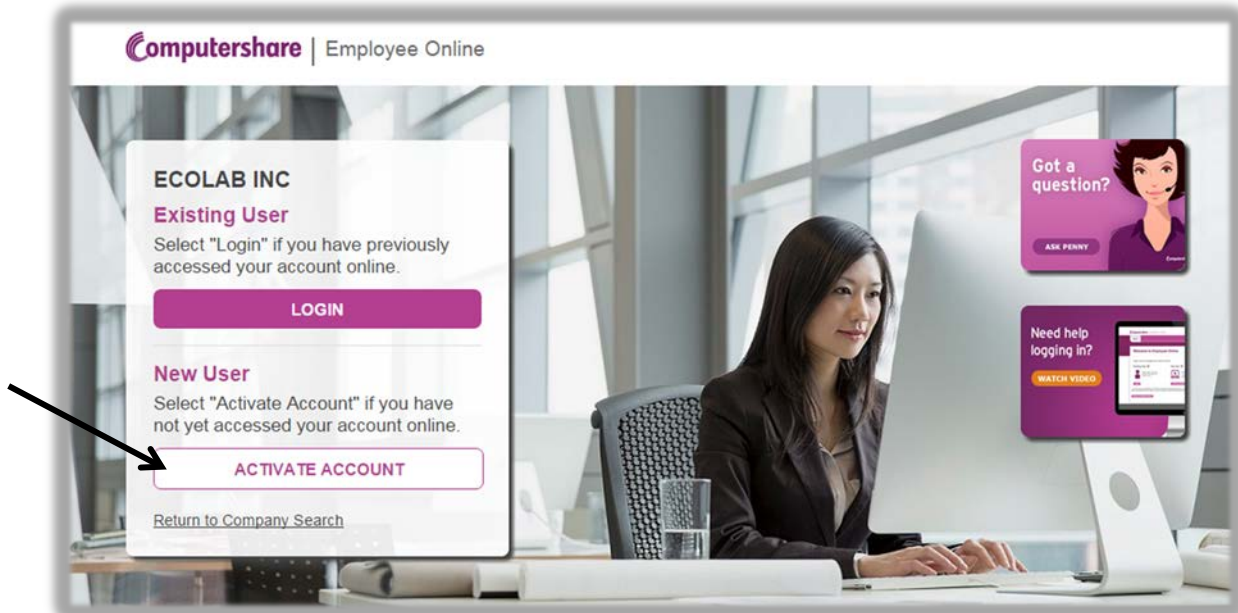 Computershare | Employee Online
ECOLAB INC
Existing User
Select "Login" if you have previously
accessed your account online.
LOGIN
New User
Select "Activate Account" if you have
not yet accessed your account online.
ACTIVATE ACCOUNT
Return to Company Search
Got a
question?
ASK PENNY
Need help
logging in?
WATCH VIDEO